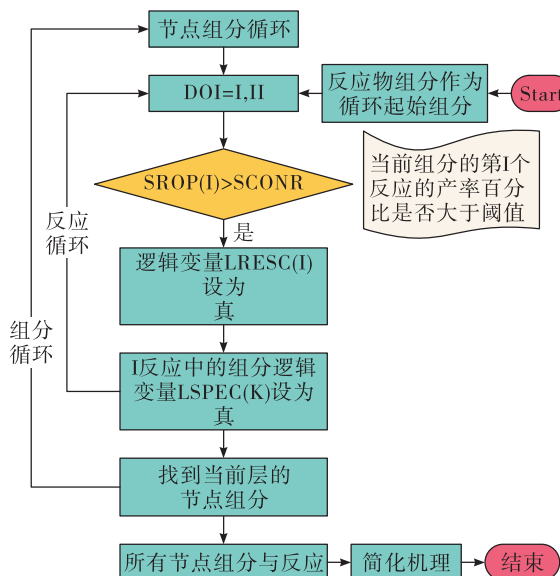 节点组分循环
DOI=I,II
反应物组分作为
循环起始组分
Start
SROP(I)>SCONR
当前组分的第I个
反应的产率百分
比是否大于阈值
是
反应
循环
逻辑变量LRESC(I)
设为
真
组分
循环
I反应中的组分逻辑
变量LSPEC(K)设为
真
找到当前层的
节点组分
所有节点组分与反应
简化机理
结束